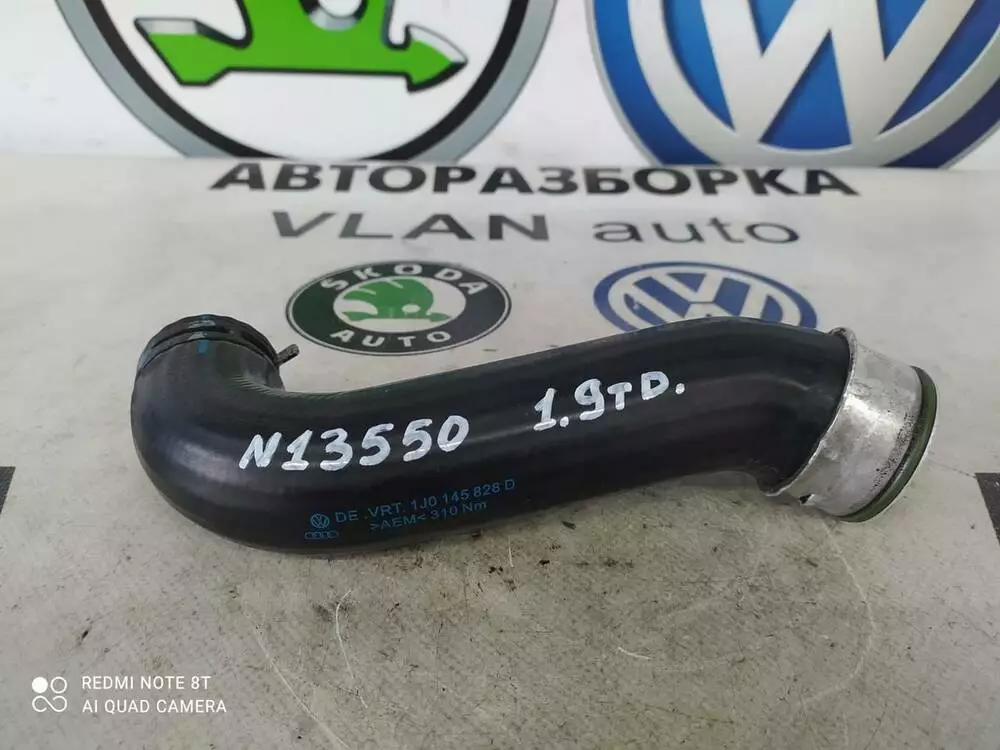 АВТОРАЗБОРКА
VLAN auto
SKODA
AUTO
N13550 1.9TD.
DE .VRT. 1J0 145 828 D
>AEM< 310 Nm
REDMI NOTE 8T
AI QUAD CAMERA